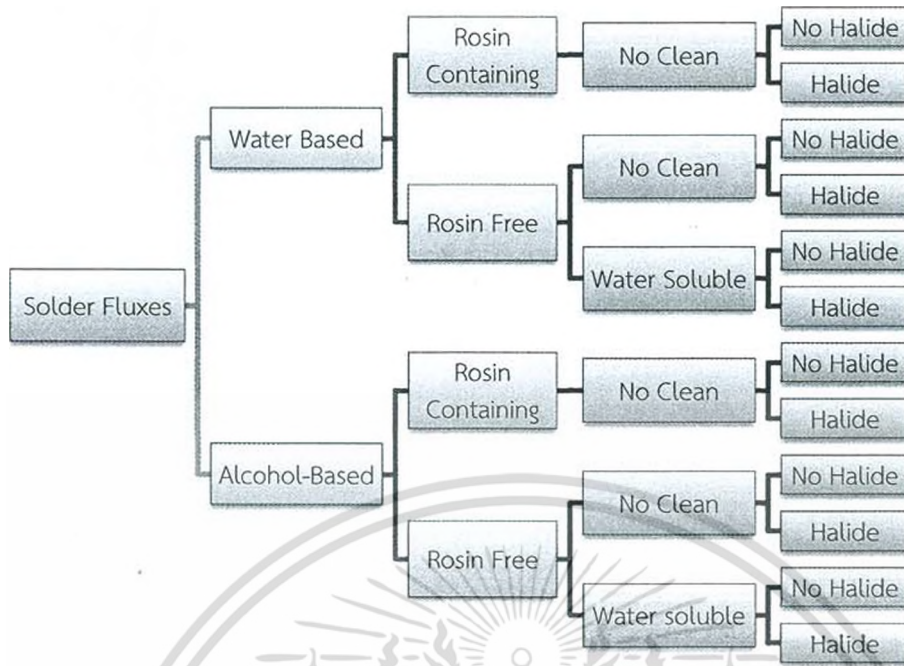 Solder Fluxes
Water Based
Rosin
Containing
No Clean
No Halide
Halide
Rosin Free
No Clean
No Halide
Halide
Water Soluble
No Halide
Halide
Alcohol-Based
Rosin
Containing
No Clean
No Halide
Halide
Rosin Free
No Clean
No Halide
Halide
Water soluble
No Halide
Halide